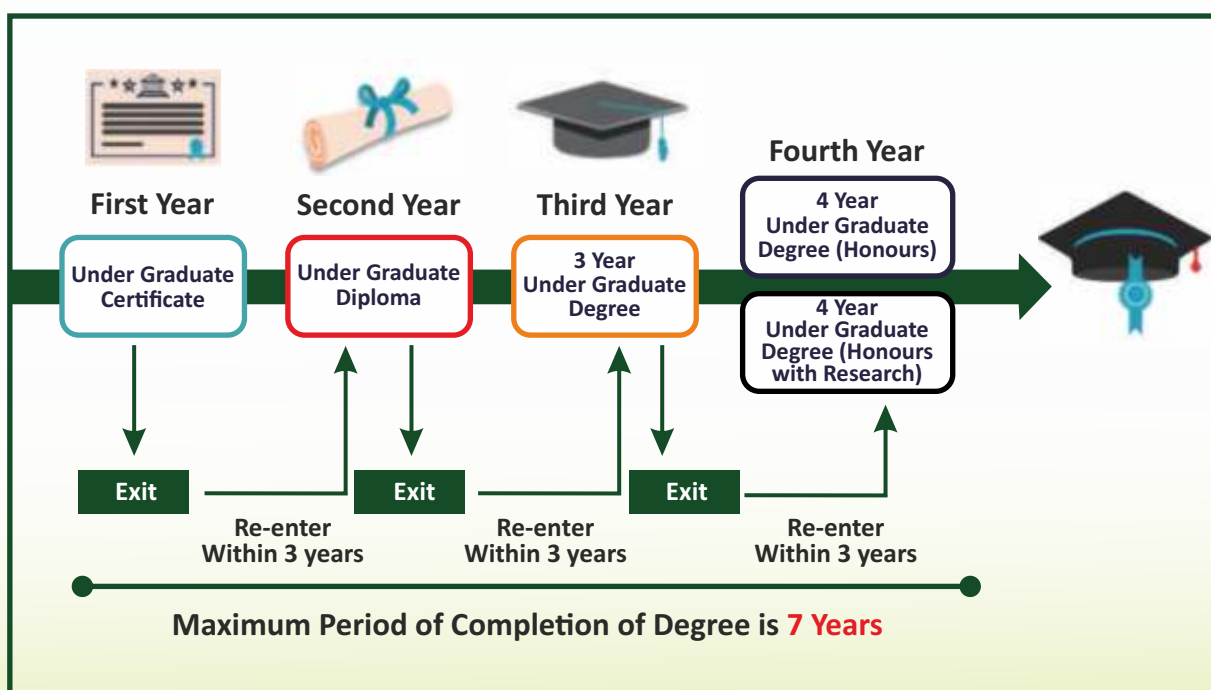 First Year
Under Graduate
Certificate
Second Year
Under Graduate
Diploma
Third Year
3 Year
Under Graduate
Degree
Fourth Year
4 Year
Under Graduate
Degree (Honours)
4 Year
Under Graduate
Degree (Honours
with Research)
Exit
Re-enter
Within 3 years
Exit
Re-enter
Within 3 years
Exit
Re-enter
Within 3 years
Maximum Period of Completion of Degree is 7 Years